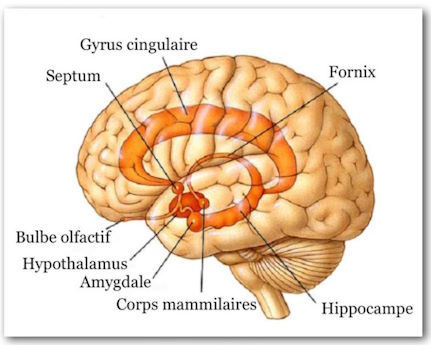 Gyrus cingulaire
Septum
Fornix
Bulbe olfactif
Hypothalamus
Amygdale
Corps mammilaires
Hippocampe